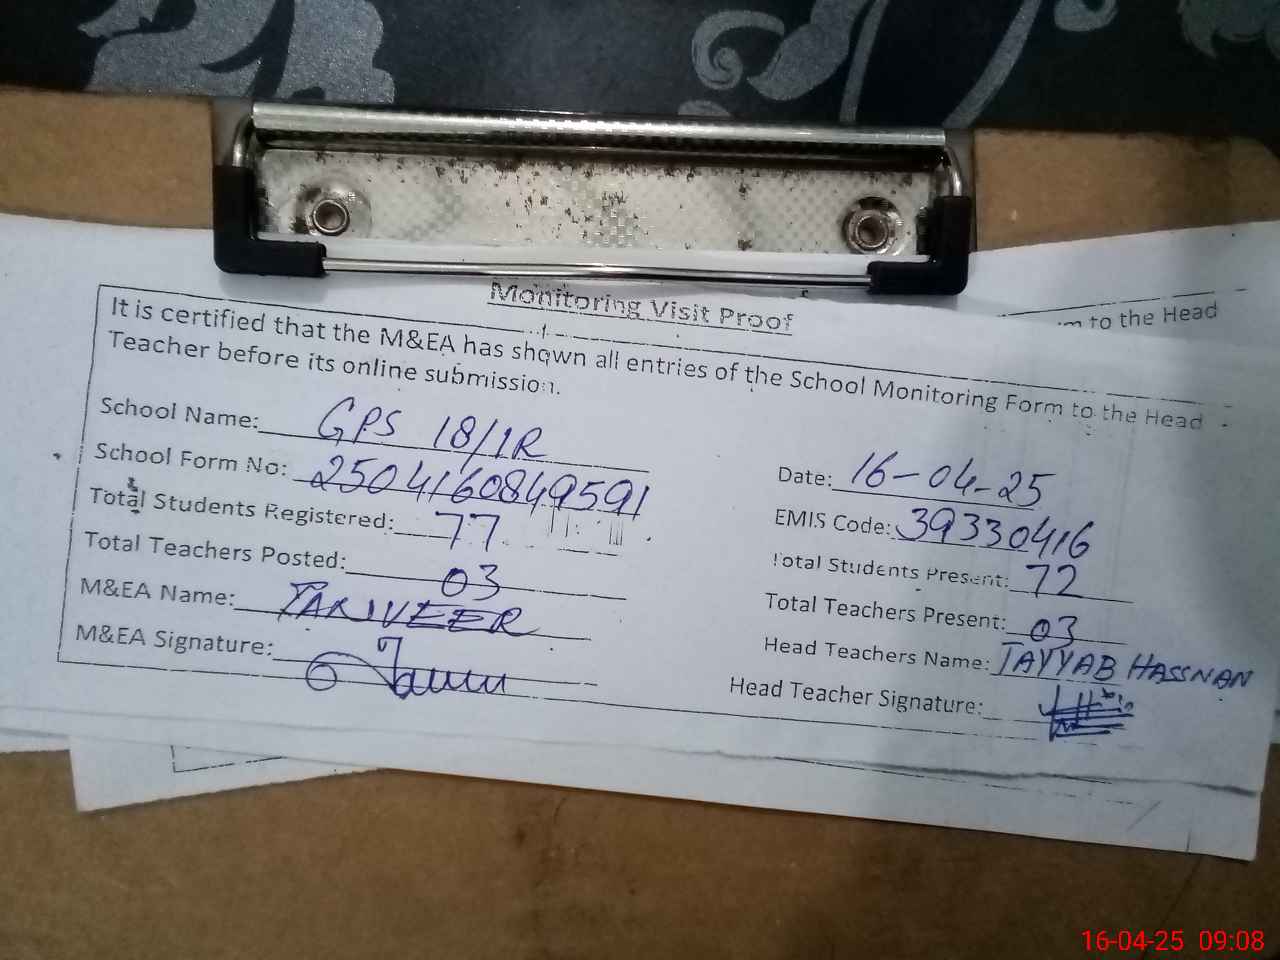 Monitoring Visit Proof
m to the Head
It is certified that the M&EA has shown all entries of the School Monitoring Form to the Head
Teacher before its online submission.
School Name: GPS 18/1R
Date: 16-04-25
School Form No: 2504160849591
EMIS Code: 39330416
Total Students Registered: 77
Total Students Present: 72
Total Teachers Posted: 03
Total Teachers Present: 03
M&EA Name: TANVEER
Head Teachers Name: TAYYAB HASSNAN
M&EA Signature:
Head Teacher Signature:
16-04-25 09:08